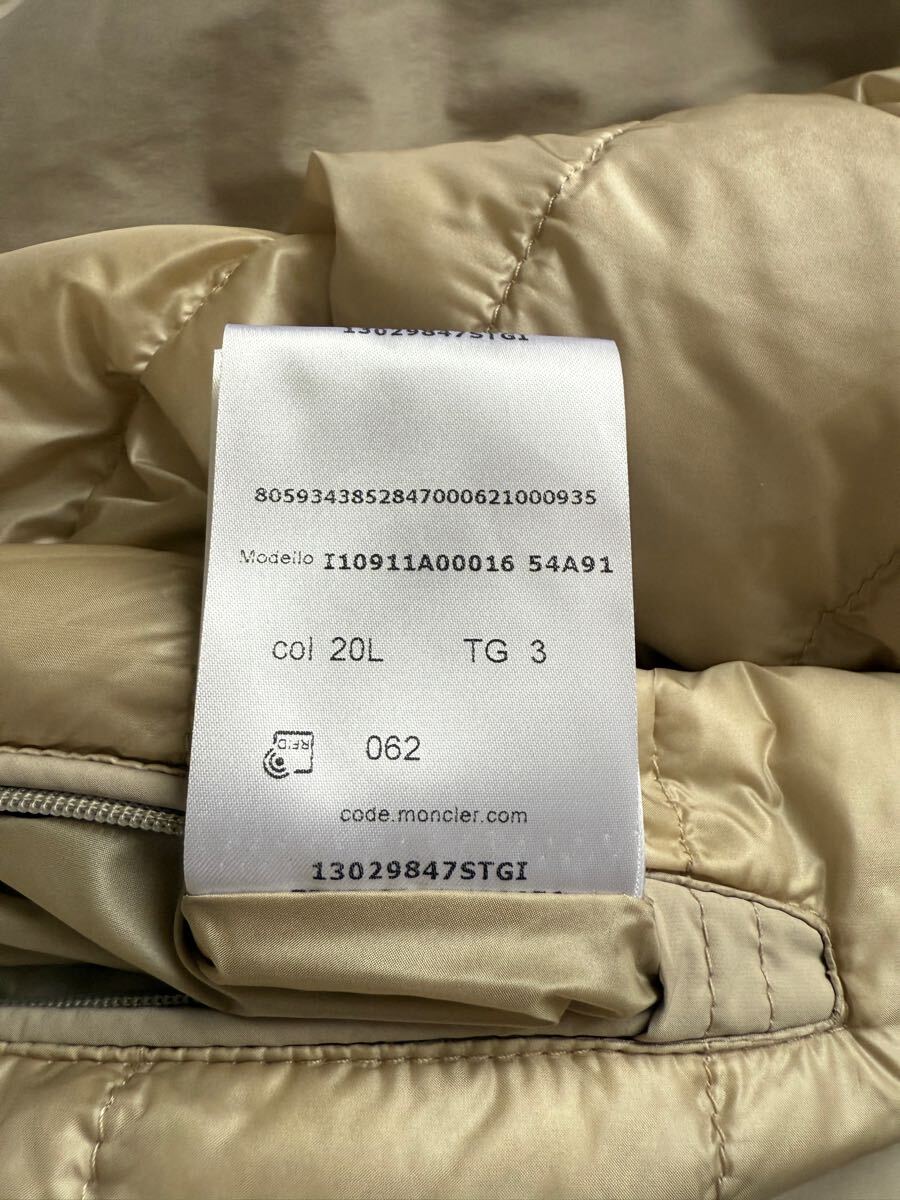 13029847STGI
8059343852847000621000935
Modello I10911A00016 54A91
col 20L TG 3
RFID 062
code.moncler.com
13029847STGI